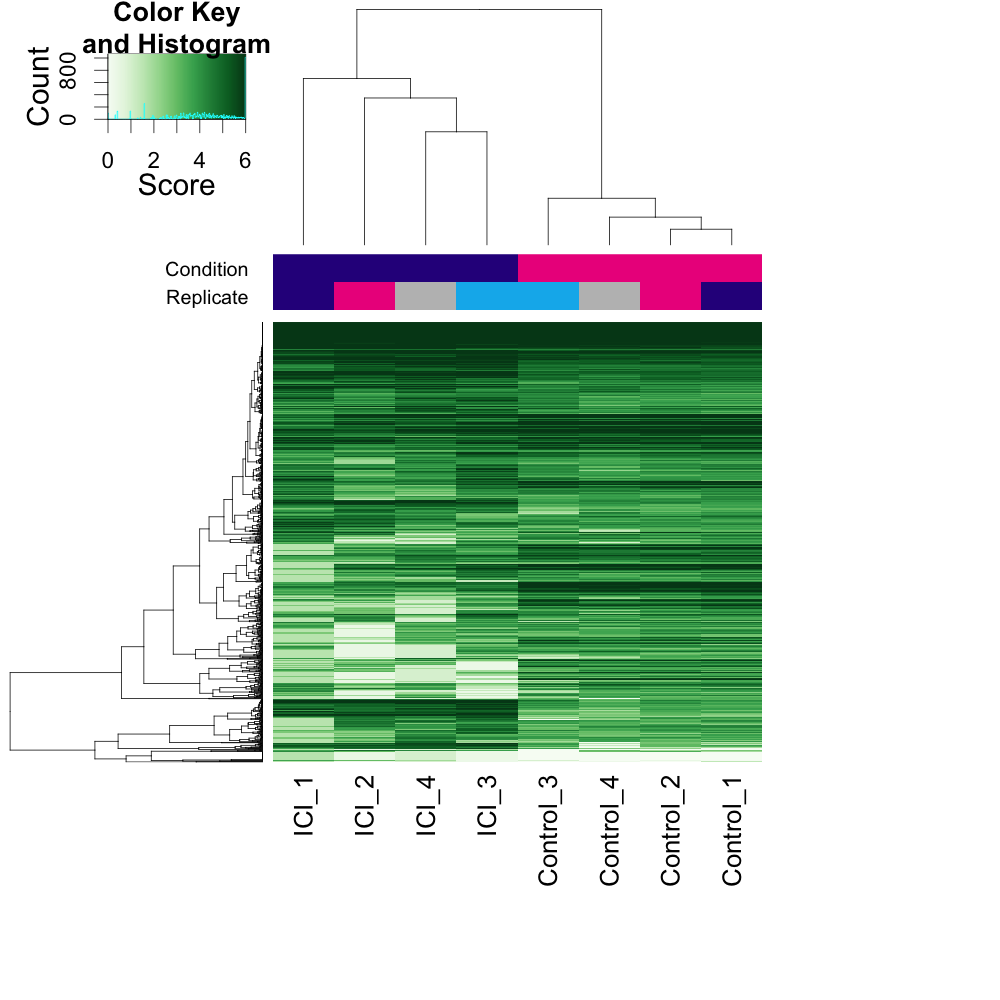 Color Key
and Histogram
Count
0 800
0 2 4 6
Score
Condition
Replicate
ICI_1
ICI_2
ICI_4
ICI_3
Control_3
Control_4
Control_2
Control_1